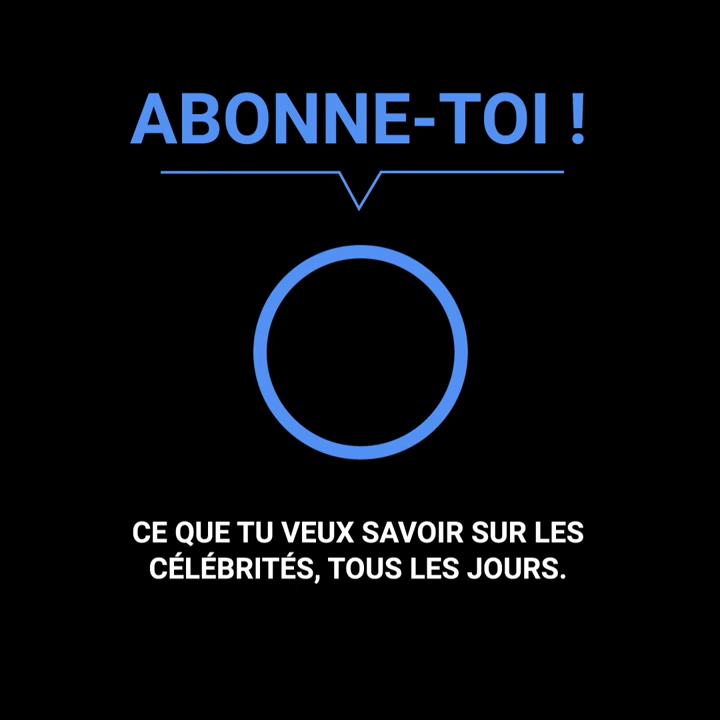 ABONNE-TOI !
CE QUE TU VEUX SAVOIR SUR LES
CÉLÉBRITÉS, TOUS LES JOURS.